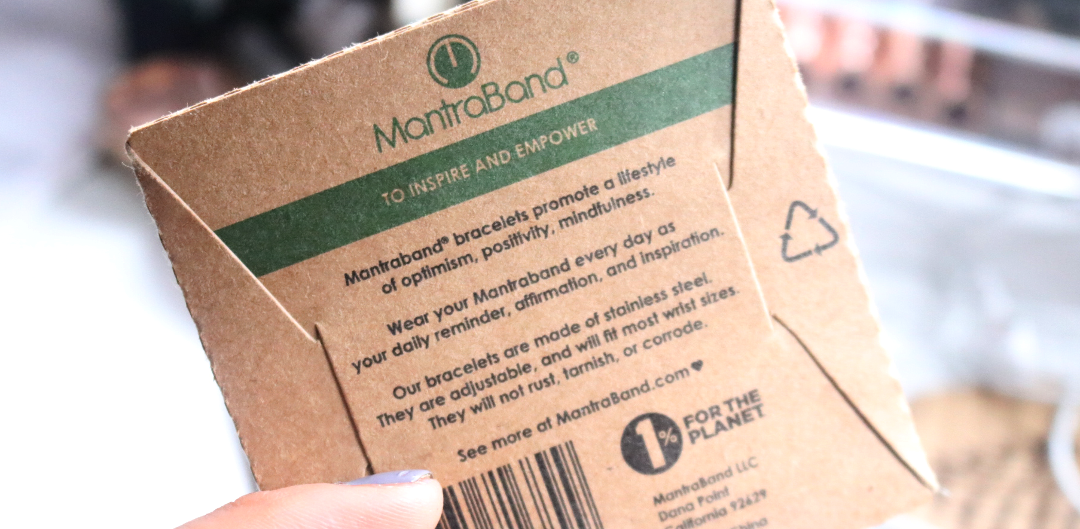 MantraBand®
TO INSPIRE AND EMPOWER
Mantraband® bracelets promote a lifestyle
of optimism, positivity, mindfulness.
Wear your Mantraband every day as
your daily reminder, affirmation, and inspiration.
Our bracelets are made of stainless steel.
They are adjustable, and will fit most wrist sizes.
They will not rust, tarnish, or corrode.
See more at MantraBand.com♥
1%
FOR THE
PLANET
MantraBand LLC
Dana Point
California 92629
China